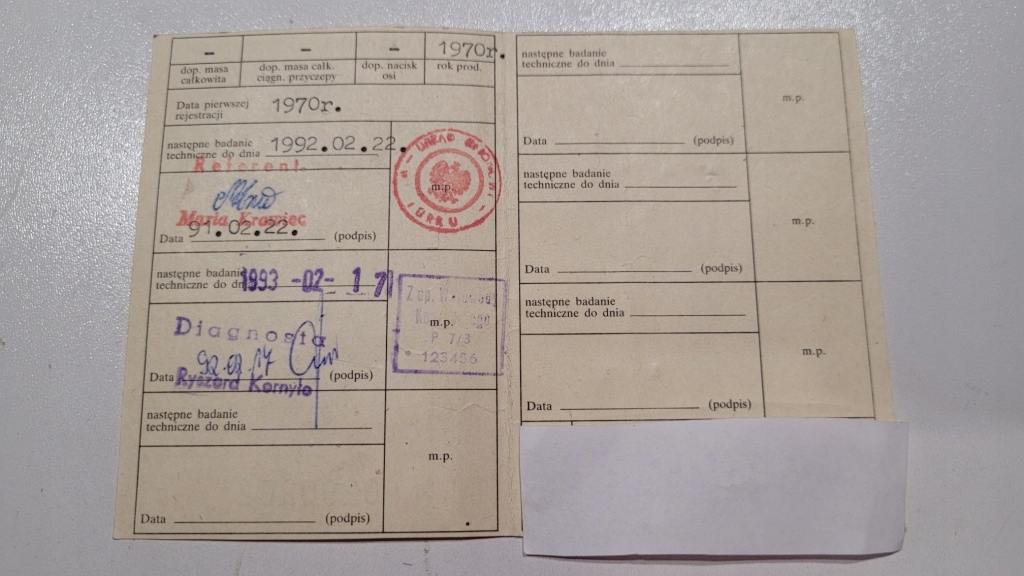 – – – 1970r.
dop. masa całkowita
dop. masa całk. ciągn. przyczepy
dop. nacisk osi
rok prod.
Data pierwszej rejestracji 1970r.
następne badanie
techniczne do dnia 1992.02.22.
Referent
Maria Krawiec
m.p.
91.02.22.
Data (podpis)
następne badanie
techniczne do dnia 1993-02-17
Diagnosta
92.02.17
Data (podpis)
Ryszard Kornyło
m.p.
P 7/3
123456
następne badanie
techniczne do dnia
m.p.
Data (podpis)
następne badanie
techniczne do dnia
m.p.
Data (podpis)
następne badanie
techniczne do dnia
m.p.
Data (podpis)
następne badanie
techniczne do dnia
m.p.
Data (podpis)